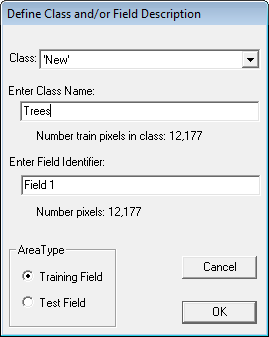 Define Class and/or Field Description
Class: 'New'
Enter Class Name:
Trees
Number train pixels in class: 12,177
Enter Field Identifier:
Field 1
Number pixels: 12,177
AreaType
Training Field
Cancel
Test Field
OK